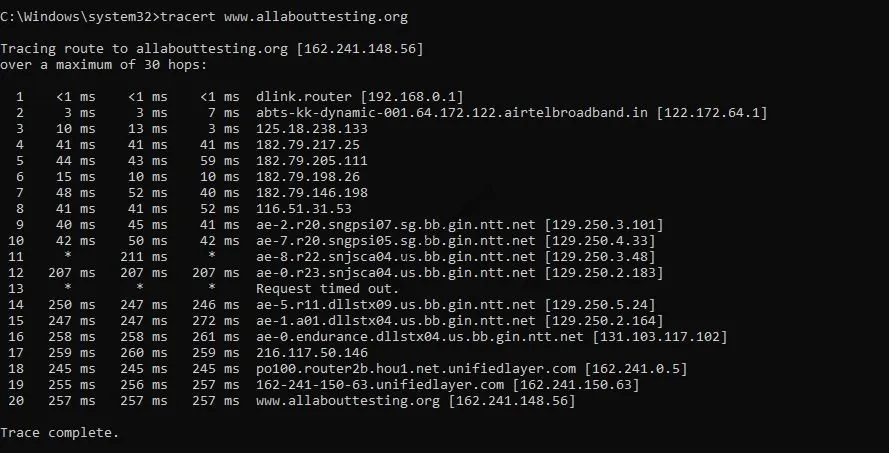 C:\Windows\system32>tracert www.allabouttesting.org
Tracing route to allabouttesting.org [162.241.148.56]
over a maximum of 30 hops:
1 <1 ms <1 ms <1 ms dlink.router [192.168.0.1]
2 3 ms 3 ms 7 ms abts-kk-dynamic-001.64.172.122.airtelbroadband.in [122.172.64.1]
3 10 ms 13 ms 3 ms 125.18.238.133
4 41 ms 41 ms 41 ms 182.79.217.25
5 44 ms 43 ms 59 ms 182.79.205.111
6 15 ms 10 ms 10 ms 182.79.198.26
7 48 ms 52 ms 40 ms 182.79.146.198
8 41 ms 41 ms 52 ms 116.51.31.53
9 40 ms 45 ms 41 ms ae-2.r20.sngpsi07.sg.bb.gin.ntt.net [129.250.3.101]
10 42 ms 50 ms 42 ms ae-7.r20.sngpsi05.sg.bb.gin.ntt.net [129.250.4.33]
11 * 211 ms * ae-8.r22.snjsca04.us.bb.gin.ntt.net [129.250.3.48]
12 207 ms 207 ms 207 ms ae-0.r23.snjsca04.us.bb.gin.ntt.net [129.250.2.183]
13 * * * Request timed out.
14 250 ms 247 ms 246 ms ae-5.r11.dllstx09.us.bb.gin.ntt.net [129.250.5.24]
15 247 ms 247 ms 272 ms ae-1.a01.dllstx04.us.bb.gin.ntt.net [129.250.2.164]
16 258 ms 258 ms 261 ms ae-0.endurance.dllstx04.us.bb.gin.ntt.net [131.103.117.102]
17 259 ms 260 ms 259 ms 216.117.50.146
18 245 ms 245 ms 245 ms po100.router2b.hou1.net.unifiedlayer.com [162.241.0.5]
19 255 ms 256 ms 257 ms 162-241-150-63.unifiedlayer.com [162.241.150.63]
20 257 ms 257 ms 257 ms www.allabouttesting.org [162.241.148.56]
Trace complete.